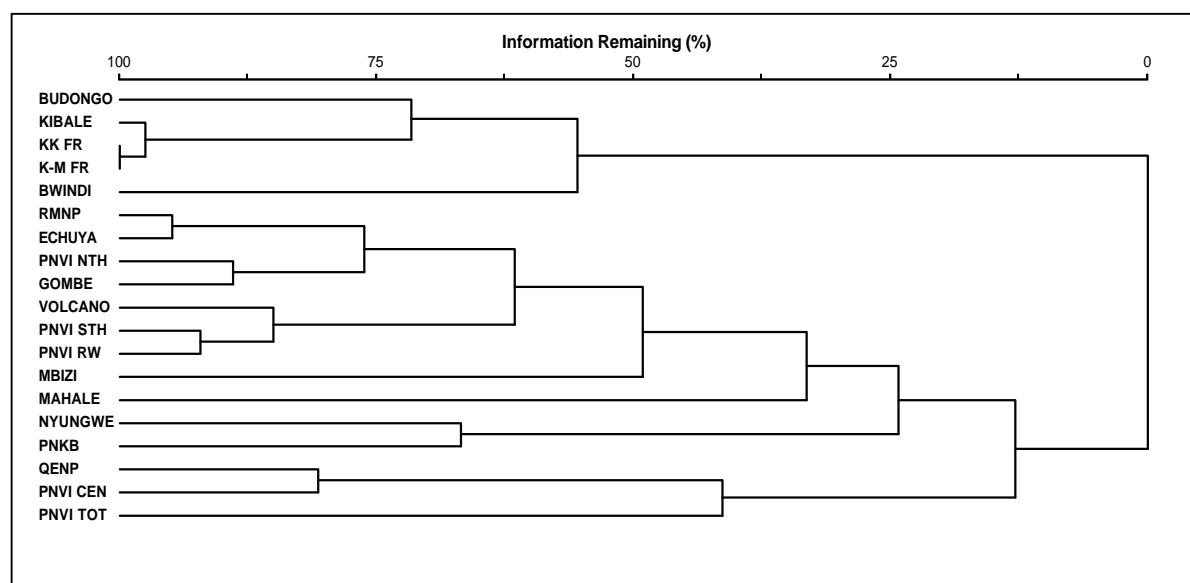 Information Remaining (%)
100 75 50 25 0
BUDONGO
KIBALE
KK FR
K-M FR
BWINDI
RMNP
ECHUYA
PNVI NTH
GOMBE
VOLCANO
PNVI STH
PNVI RW
MBIZI
MAHALE
NYUNGWE
PNKB
QENP
PNVI CEN
PNVI TOT